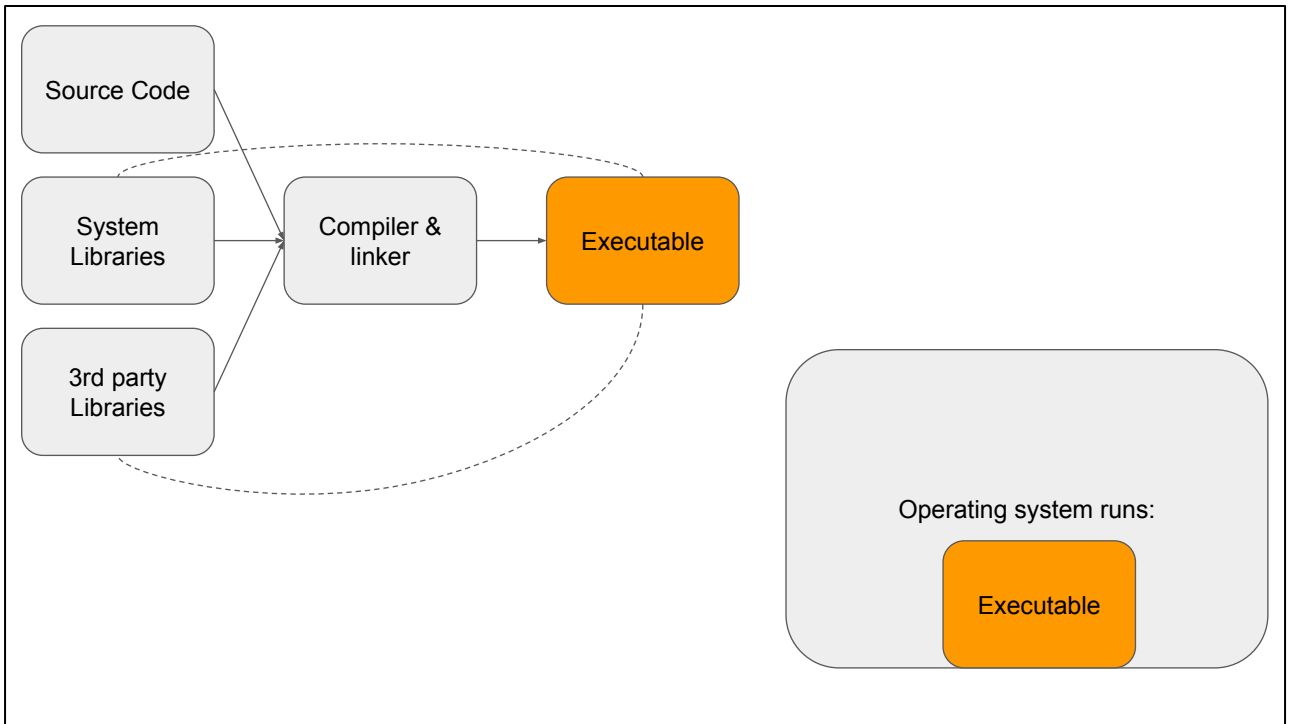 Source Code
System
Libraries
3rd party
Libraries
Compiler &
linker
Executable
Operating system runs:
Executable